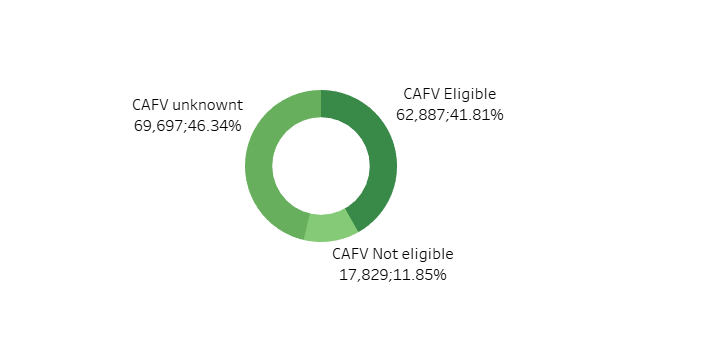 CAFV Eligible
62,887;41.81%
CAFV unknownt
69,697;46.34%
CAFV Not eligible
17,829;11.85%